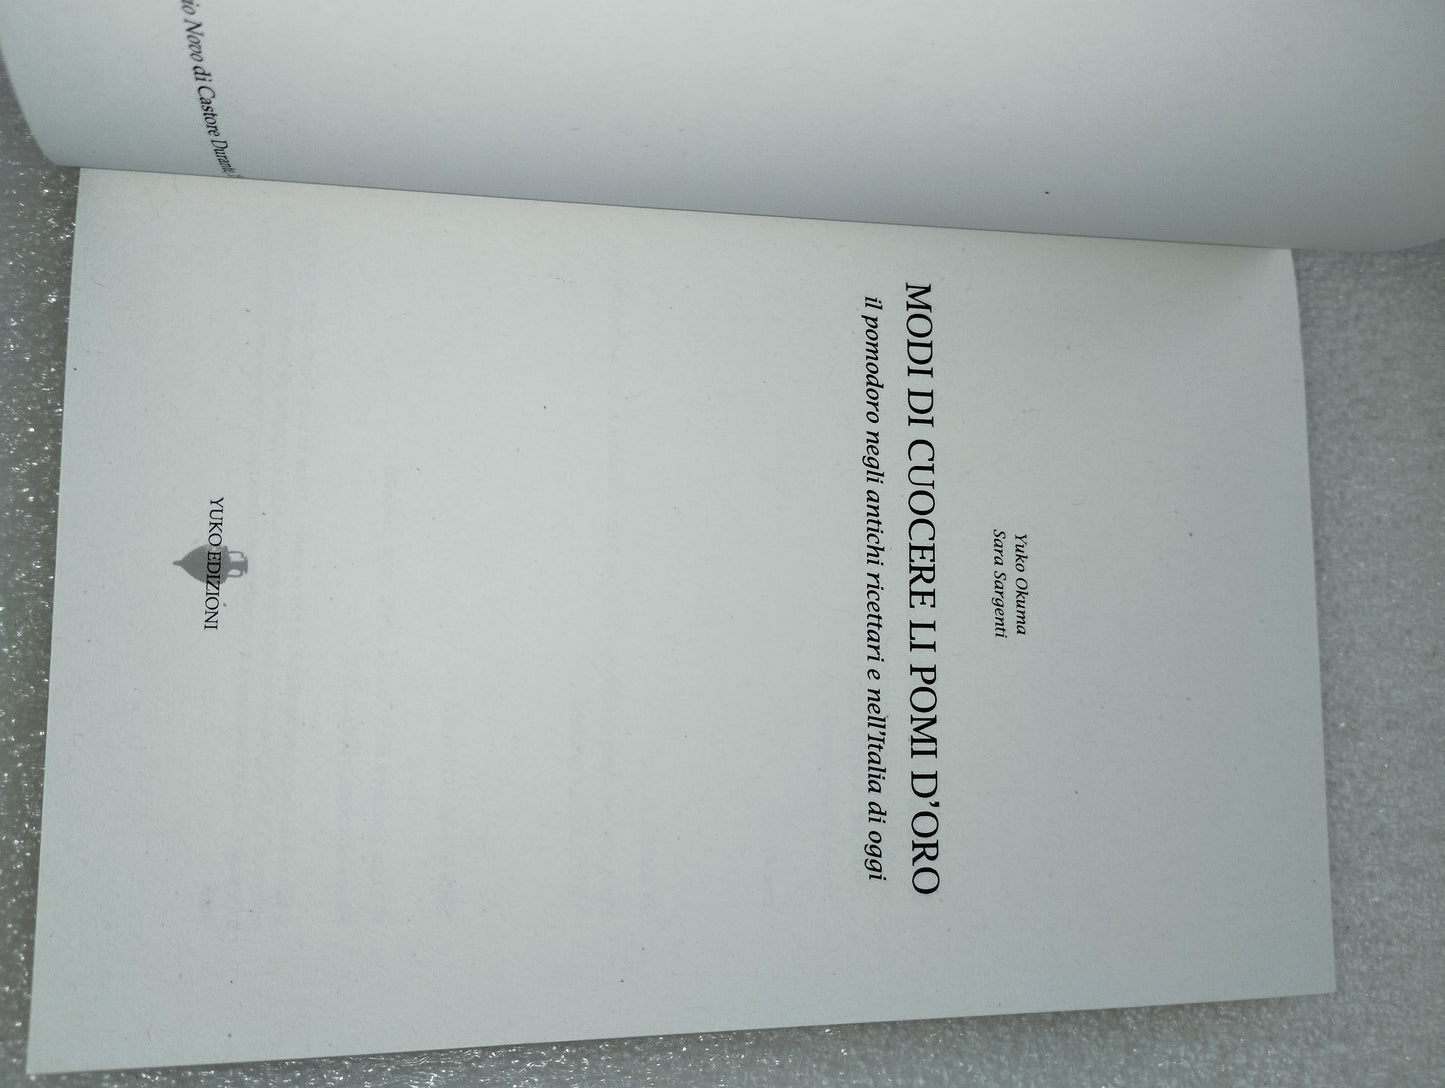 Novo di Castore Durante
Yuko Okuma
Sara Sargenti
MODI DI CUOCERE LI POMI D'ORO
il pomodoro negli antichi ricettari e nell'Italia di oggi
YUKO EDIZIONI